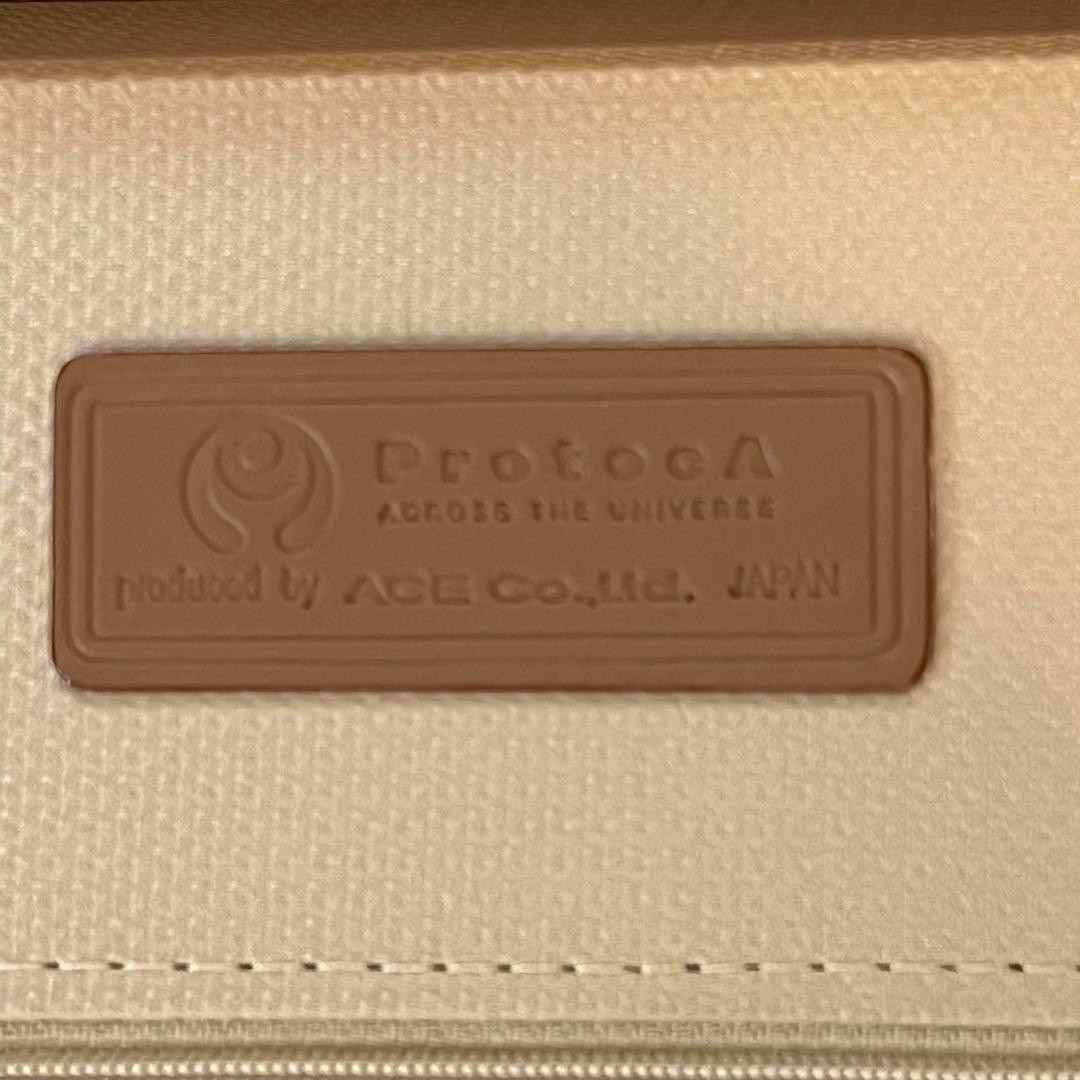 ProtecA
ACROSS THE UNIVERSE
produced by ACE Co.,Ltd. JAPAN